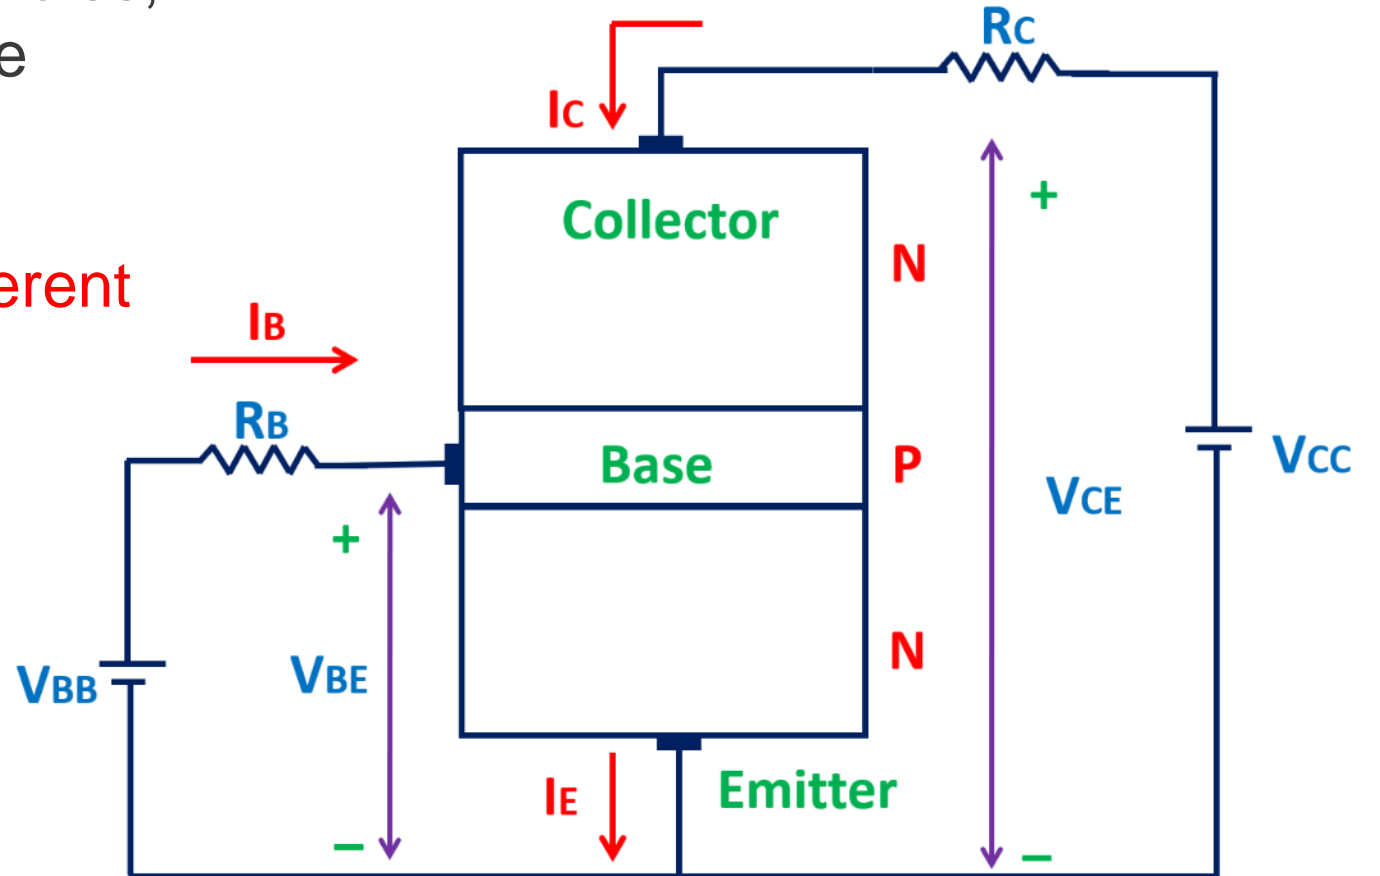 e
erent
RC
IC
Collector
N
IB
RB
Base
P
VCC
+
+
VCE
N
VBB
VBE
IE
Emitter
–
–